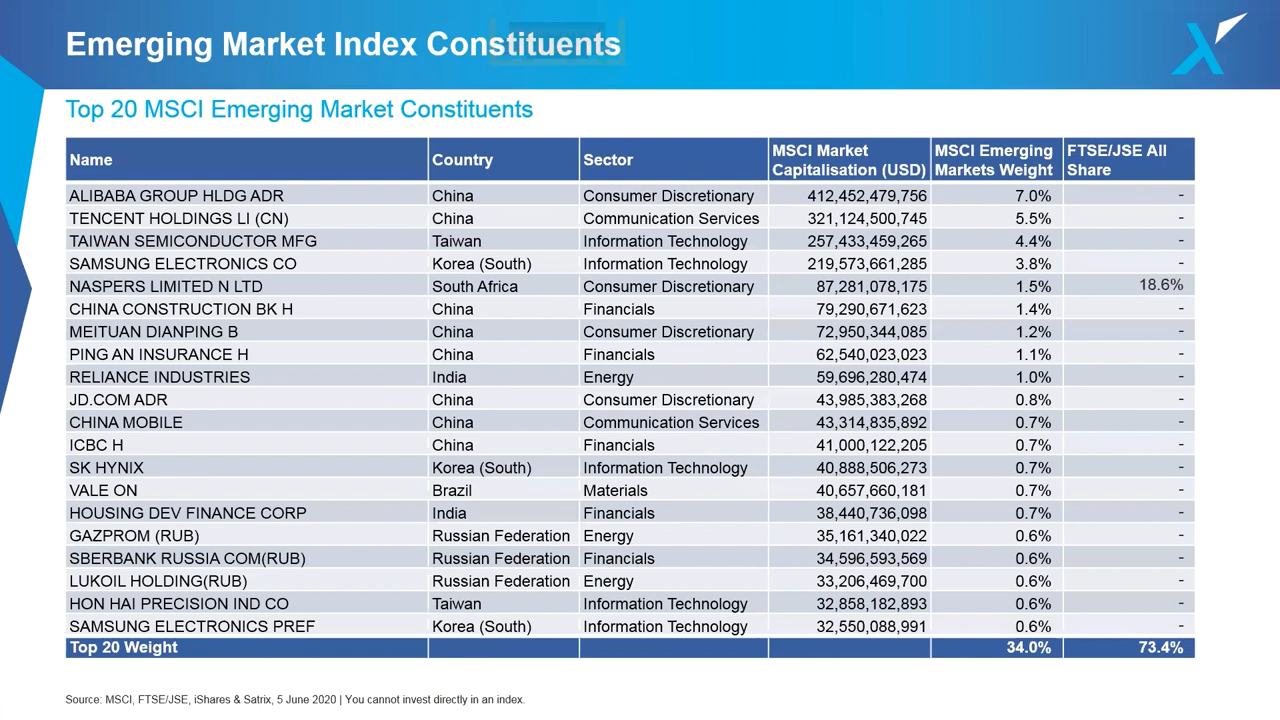 Emerging Market Index Constituents
Top 20 MSCI Emerging Market Constituents
Name Country Sector MSCI Market Capitalisation (USD) MSCI Emerging Markets Weight FTSE/JSE All Share
ALIBABA GROUP HLDG ADR China Consumer Discretionary 412,452,479,756 7.0% -
TENCENT HOLDINGS LI (CN) China Communication Services 321,124,500,745 5.5% -
TAIWAN SEMICONDUCTOR MFG Taiwan Information Technology 257,433,459,265 4.4% -
SAMSUNG ELECTRONICS CO Korea (South) Information Technology 219,573,661,285 3.8% -
NASPERS LIMITED N LTD South Africa Consumer Discretionary 87,281,078,175 1.5% 18.6%
CHINA CONSTRUCTION BK H China Financials 79,290,671,623 1.4% -
MEITUAN DIANPING B China Consumer Discretionary 72,950,344,085 1.2% -
PING AN INSURANCE H China Financials 62,540,023,023 1.1% -
RELIANCE INDUSTRIES India Energy 59,696,280,474 1.0% -
JD.COM ADR China Consumer Discretionary 43,985,383,268 0.8% -
CHINA MOBILE China Communication Services 43,314,835,892 0.7% -
ICBC H China Financials 41,000,122,205 0.7% -
SK HYNIX Korea (South) Information Technology 40,888,506,273 0.7% -
VALE ON Brazil Materials 40,657,660,181 0.7% -
HOUSING DEV FINANCE CORP India Financials 38,440,736,098 0.7% -
GAZPROM (RUB) Russian Federation Energy 35,161,340,022 0.6% -
SBERBANK RUSSIA COM(RUB) Russian Federation Financials 34,596,593,569 0.6% -
LUKOIL HOLDING(RUB) Russian Federation Energy 33,206,469,700 0.6% -
HON HAI PRECISION IND CO Taiwan Information Technology 32,858,182,893 0.6% -
SAMSUNG ELECTRONICS PREF Korea (South) Information Technology 32,550,088,991 0.6% -
Top 20 Weight 34.0% 73.4%
Source: MSCI, FTSE/JSE, iShares & Satrix, 5 June 2020 | You cannot invest directly in an index.